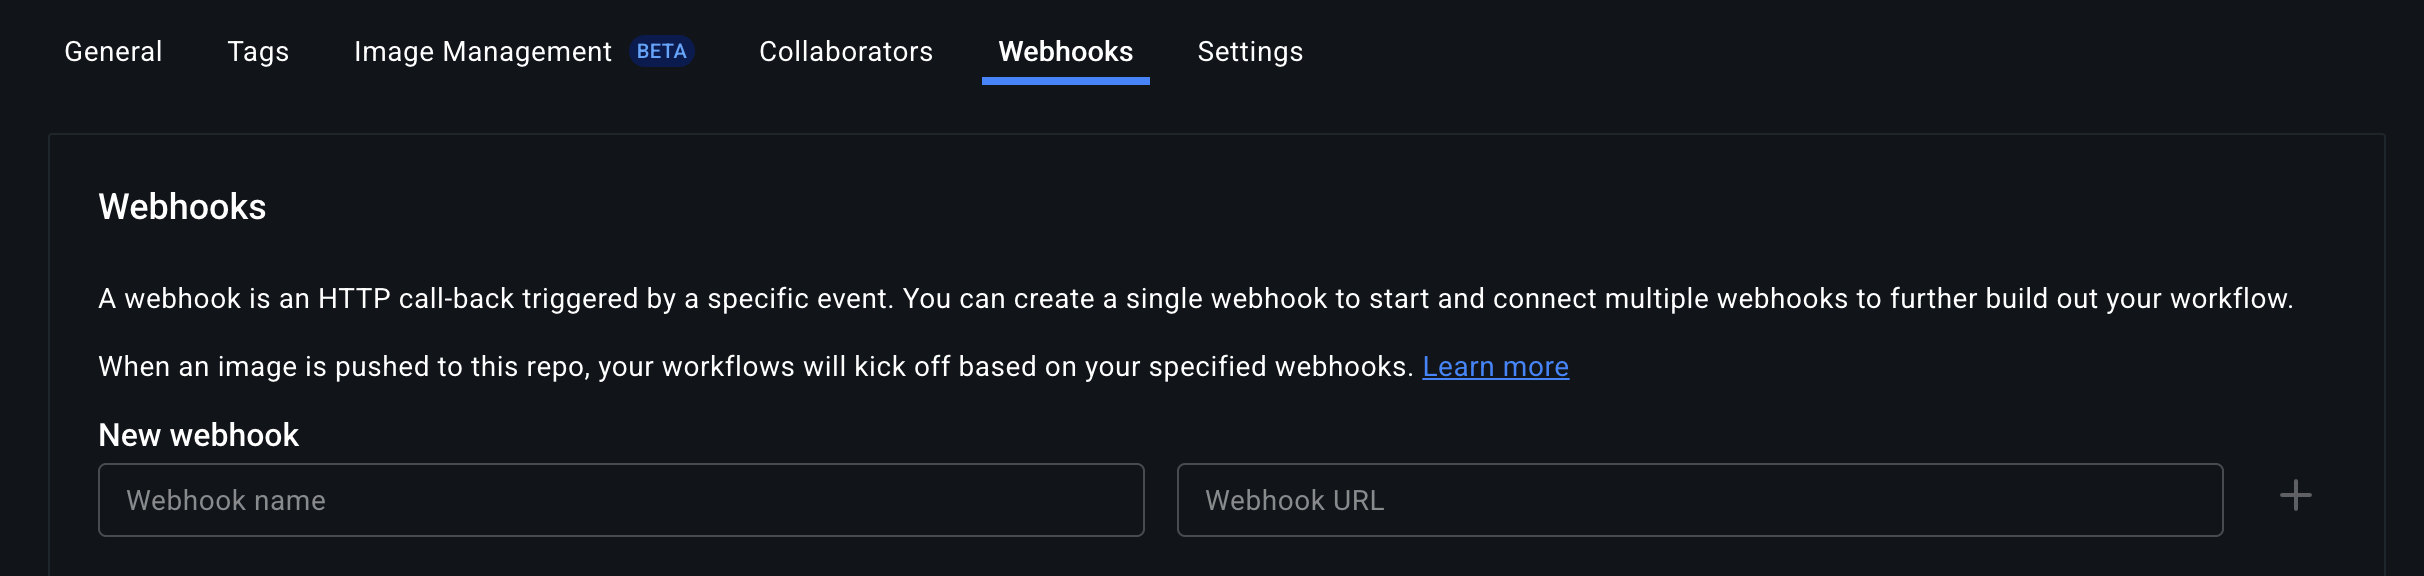 General Tags Image Management BETA Collaborators Webhooks Settings
Webhooks
A webhook is an HTTP call-back triggered by a specific event. You can create a single webhook to start and connect multiple webhooks to further build out your workflow.
When an image is pushed to this repo, your workflows will kick off based on your specified webhooks. Learn more
New webhook
Webhook name Webhook URL